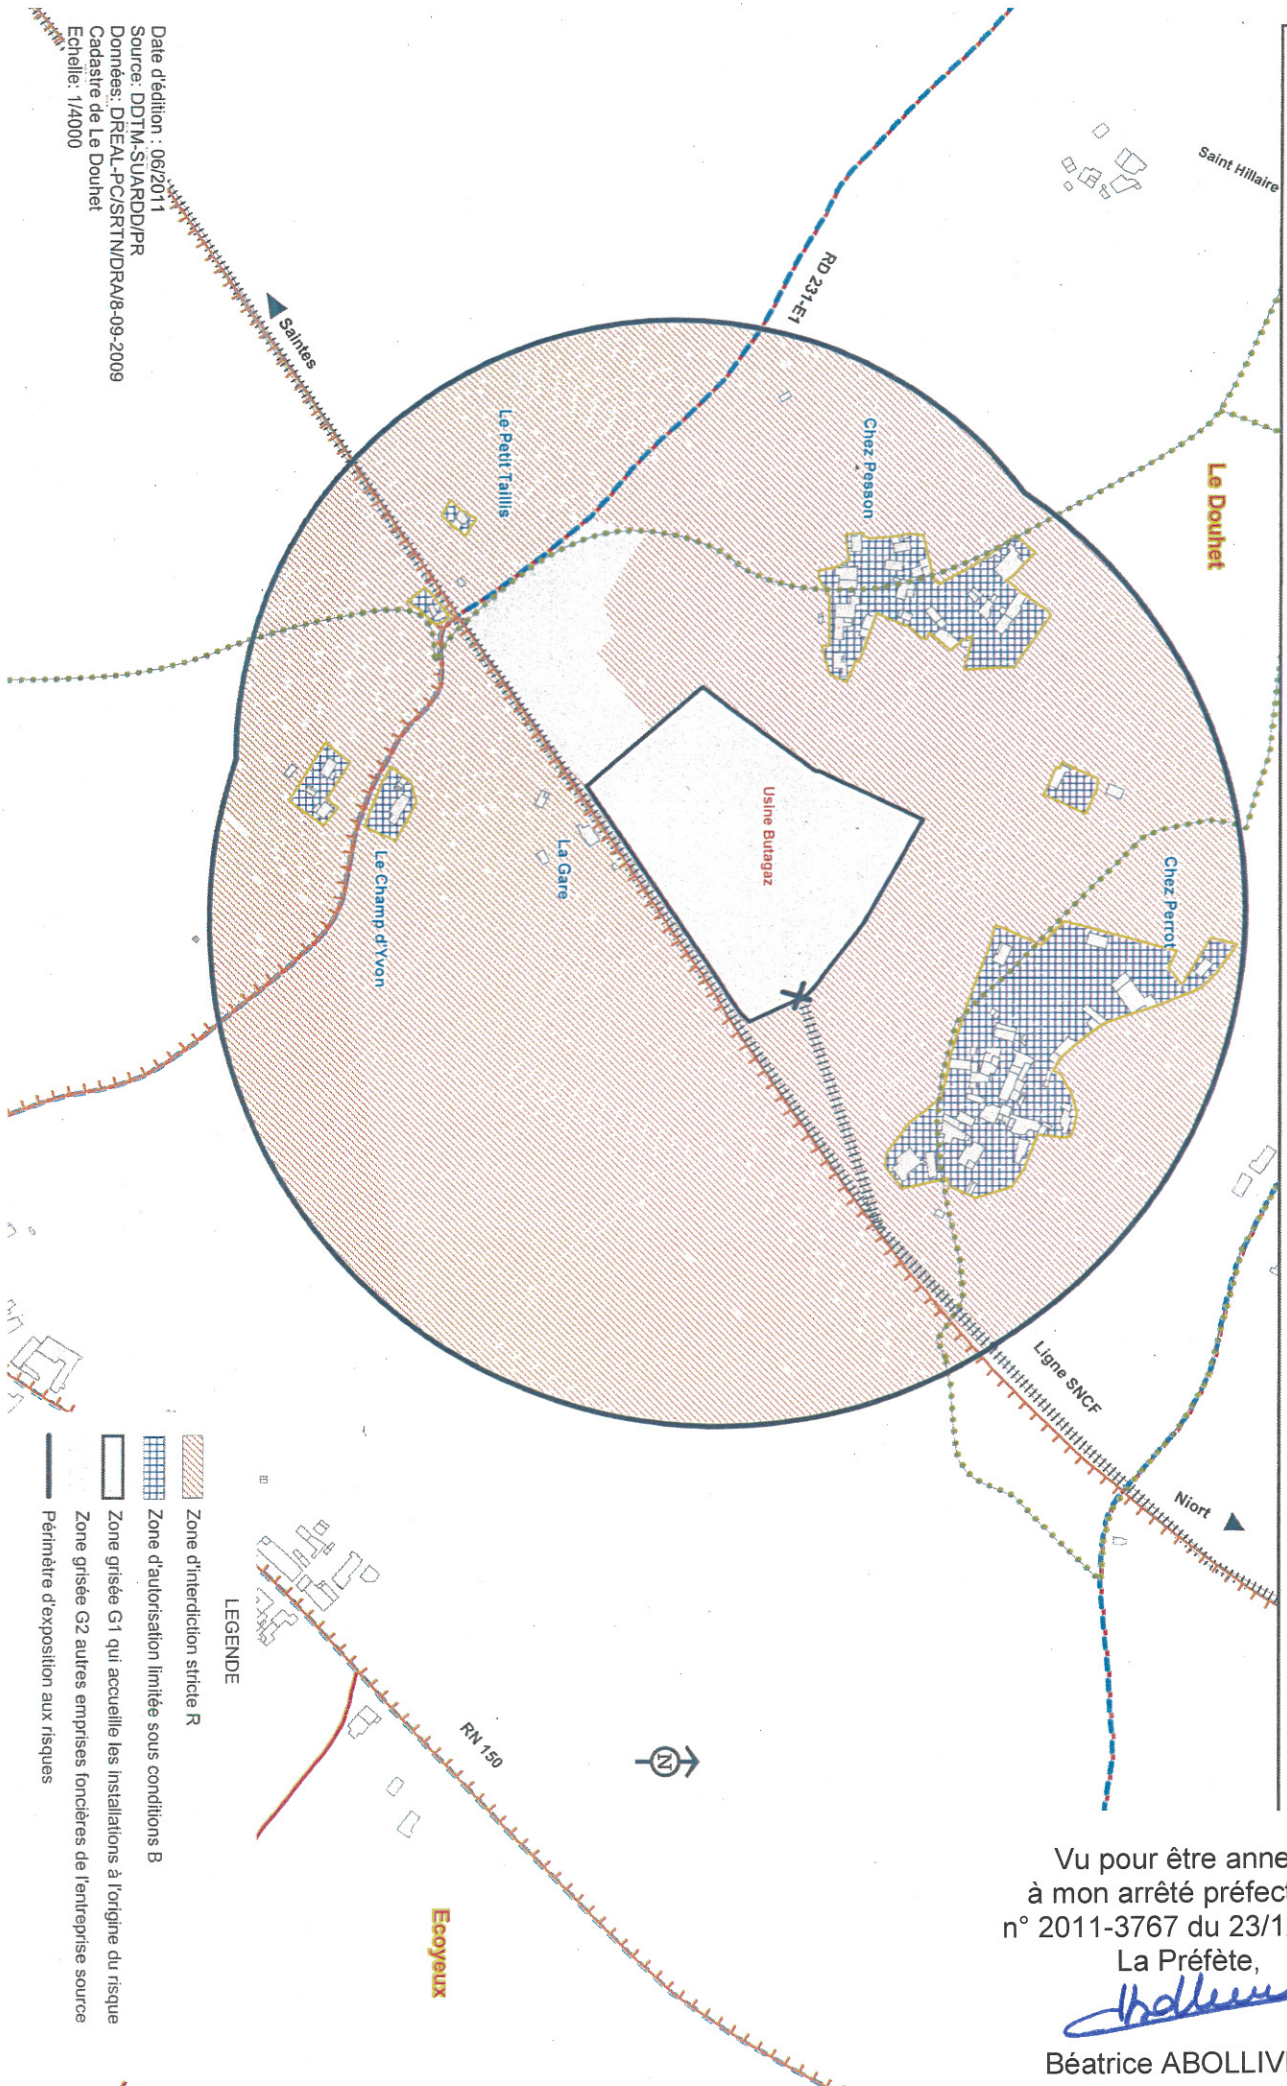 Date d'édition : 06/2011
Source: DDTM-SUARDD/PR
Données: DREAL-PC/SRTN/DRA/8-09-2009
Cadastre de Le Douhet
Echelle: 1/4000
Saint Hillaire
RD 231-E1
Saintes
Le Petit Taillis
Chez Pesson
Le Douhet
Usine Butagaz
La Gare
Le Champ d'Yvon
Chez Perrot
Ligne SNCF
Niort
N
RN 150
Ecoyeux
LEGENDE
Zone d'interdiction stricte R
Zone d'autorisation limitée sous conditions B
Zone grisée G1 qui accueille les installations à l'origine du risque
Zone grisée G2 autres emprises foncières de l'entreprise source
Périmètre d'exposition aux risques
Vu pour être anne
à mon arrêté préfec
n° 2011-3767 du 23/1
La Préfète,
Béatrice ABOLLIV